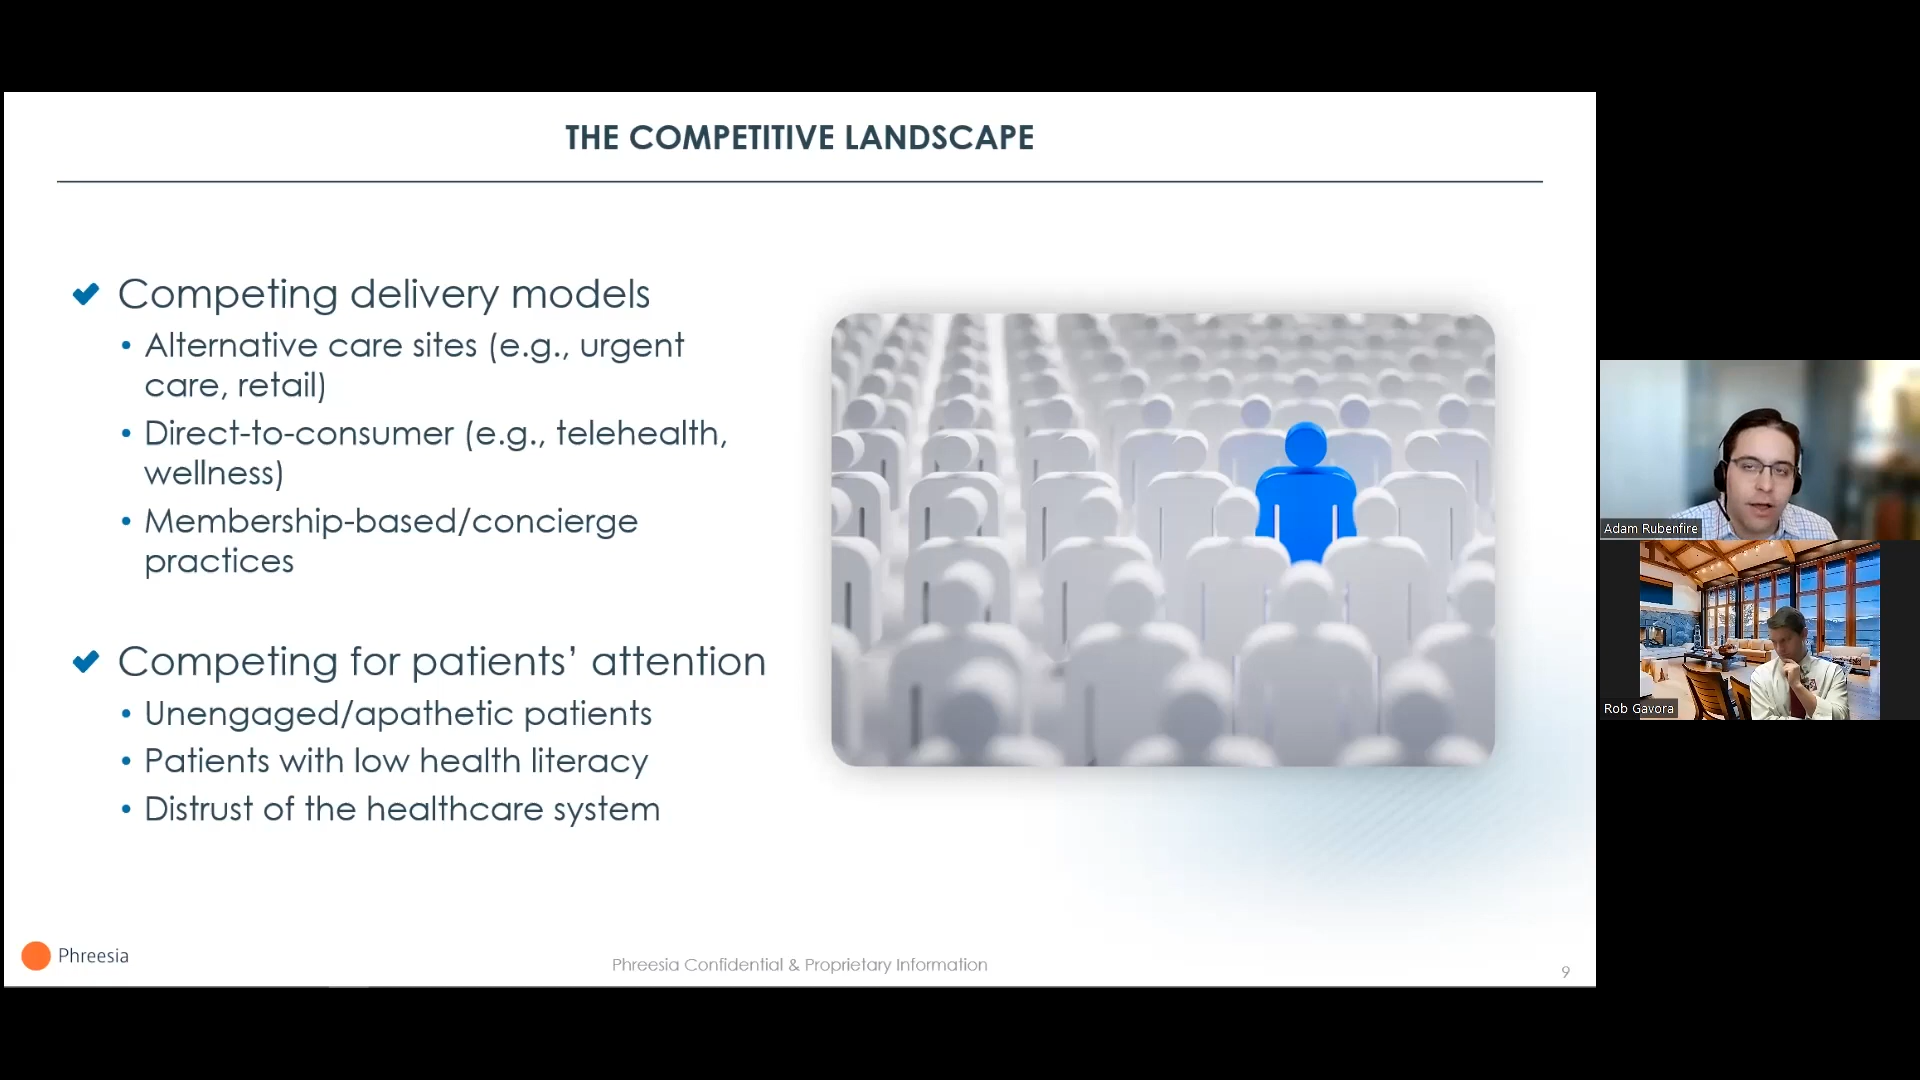 THE COMPETITIVE LANDSCAPE
Competing delivery models
• Alternative care sites (e.g., urgent
care, retail)
• Direct-to-consumer (e.g., telehealth,
wellness)
• Membership-based/concierge
practices
Competing for patients’ attention
• Unengaged/apathetic patients
• Patients with low health literacy
• Distrust of the healthcare system
Phreesia
Phreesia Confidential & Proprietary Information
9
Adam Rubenfire
Rob Gavora